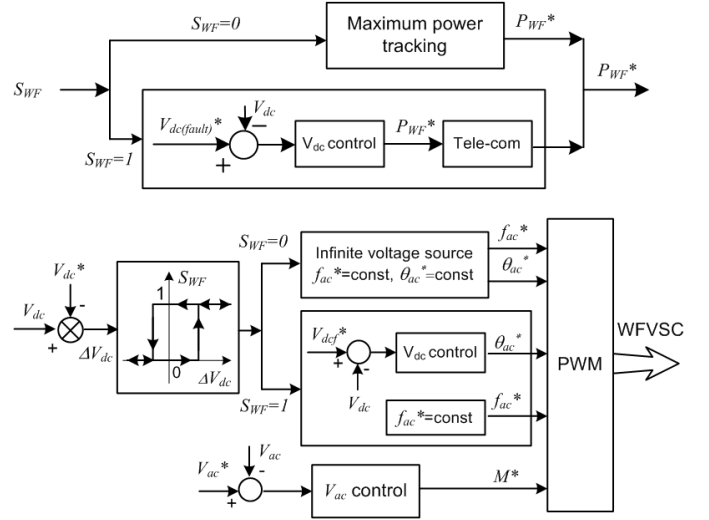 S_WF=0
Maximum power
tracking
P_WF*
S_WF
P_WF*
V_dc
V_dc(fault)*
−
+
V_dc control
P_WF*
Tele-com
S_WF=1
S_WF=0
Infinite voltage source
f_ac*=const, θ_ac*=const
f_ac*
θ_ac*
V_dc*
-
V_dc
+
ΔV_dc
1
S_WF
0
ΔV_dc
V_dcf*
+
-
V_dc
V_dc control
θ_ac*
f_ac*=const
f_ac*
S_WF=1
PWM
WFVSC
V_ac
-
V_ac*
+
V_ac control
M*